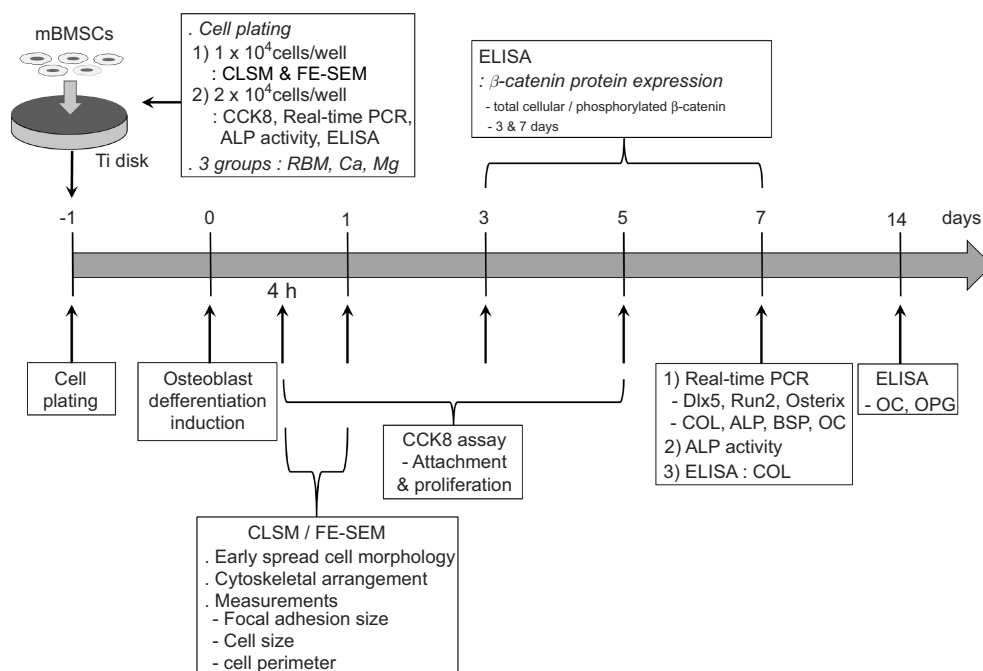 mBMSCs
Ti disk
. Cell plating
1) 1 x 10⁴cells/well
: CLSM & FE-SEM
2) 2 x 10⁴cells/well
: CCK8, Real-time PCR,
ALP activity, ELISA
. 3 groups : RBM, Ca, Mg
ELISA
: β-catenin protein expression
- total cellular / phosphorylated β-catenin
- 3 & 7 days
-1 0 1 3 5 7 14 days
4 h
Cell
plating
Osteoblast
defferentiation
induction
CCK8 assay
- Attachment
& proliferation
1) Real-time PCR
- Dlx5, Run2, Osterix
- COL, ALP, BSP, OC
2) ALP activity
3) ELISA : COL
ELISA
- OC, OPG
CLSM / FE-SEM
. Early spread cell morphology
. Cytoskeletal arrangement
. Measurements
- Focal adhesion size
- Cell size
- cell perimeter